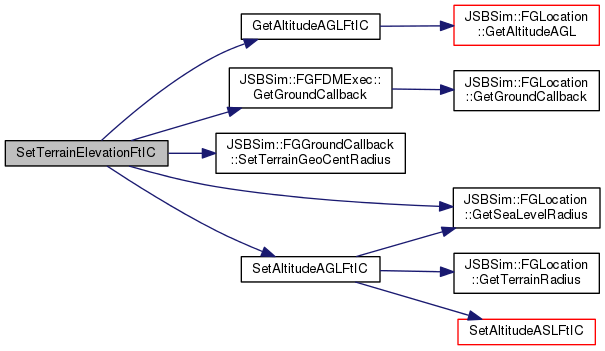 GetAltitudeAGLFtIC
JSBSim::FGLocation
::GetAltitudeAGL
JSBSim::FGFDMExec::
GetGroundCallback
JSBSim::FGLocation
::GetGroundCallback
SetTerrainElevationFtIC
JSBSim::FGGroundCallback
::SetTerrainGeoCentRadius
JSBSim::FGLocation
::GetSeaLevelRadius
SetAltitudeAGLFtIC
JSBSim::FGLocation
::GetTerrainRadius
SetAltitudeASLFtIC